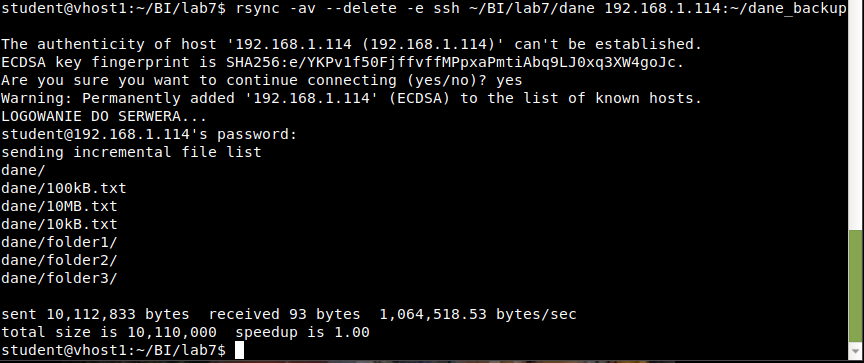 student@vhost1:~/BI/lab7$ rsync -av --delete -e ssh ~/BI/lab7/dane 192.168.1.114:~/dane_backup
The authenticity of host '192.168.1.114 (192.168.1.114)' can't be established.
ECDSA key fingerprint is SHA256:e/YKPv1f50FjffvffMPpxaPmtiAbq9LJ0xq3XW4goJc.
Are you sure you want to continue connecting (yes/no)? yes
Warning: Permanently added '192.168.1.114' (ECDSA) to the list of known hosts.
LOGOWANIE DO SERWERA...
student@192.168.1.114's password:
sending incremental file list
dane/
dane/100kB.txt
dane/10MB.txt
dane/10kB.txt
dane/folder1/
dane/folder2/
dane/folder3/
sent 10,112,833 bytes  received 93 bytes  1,064,518.53 bytes/sec
total size is 10,110,000  speedup is 1.00
student@vhost1:~/BI/lab7$